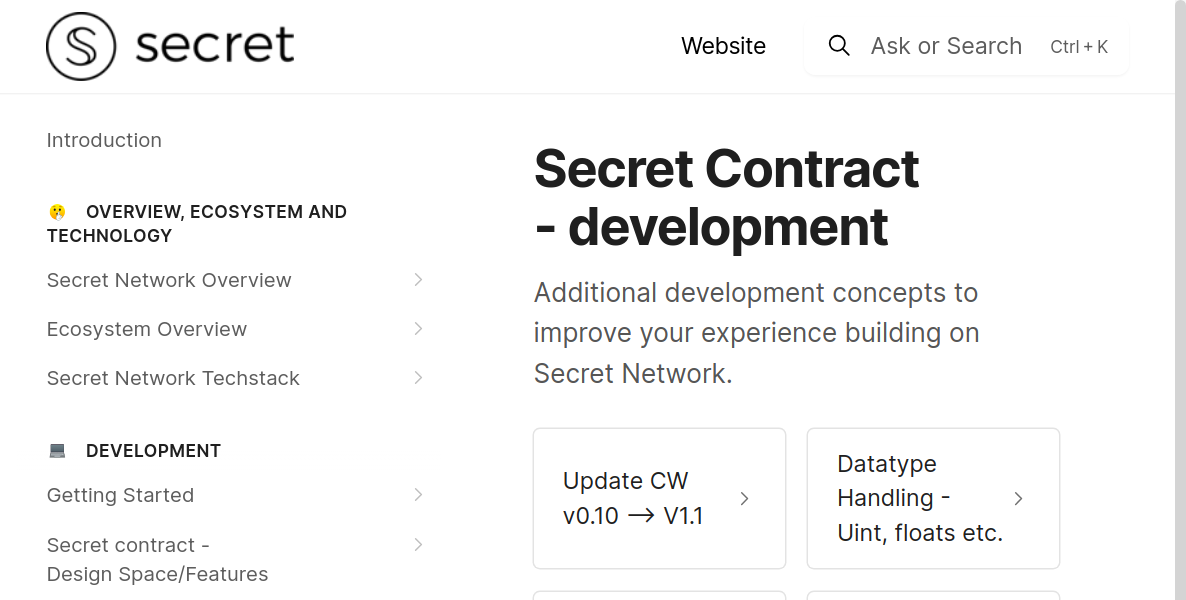 secret
Website
Ask or Search
Ctrl + K
Introduction
OVERVIEW, ECOSYSTEM AND
TECHNOLOGY
Secret Network Overview
Ecosystem Overview
Secret Network Techstack
DEVELOPMENT
Getting Started
Secret contract -
Design Space/Features
Secret Contract
- development
Additional development concepts to
improve your experience building on
Secret Network.
Update CW
v0.10 → V1.1
Datatype
Handling -
Uint, floats etc.